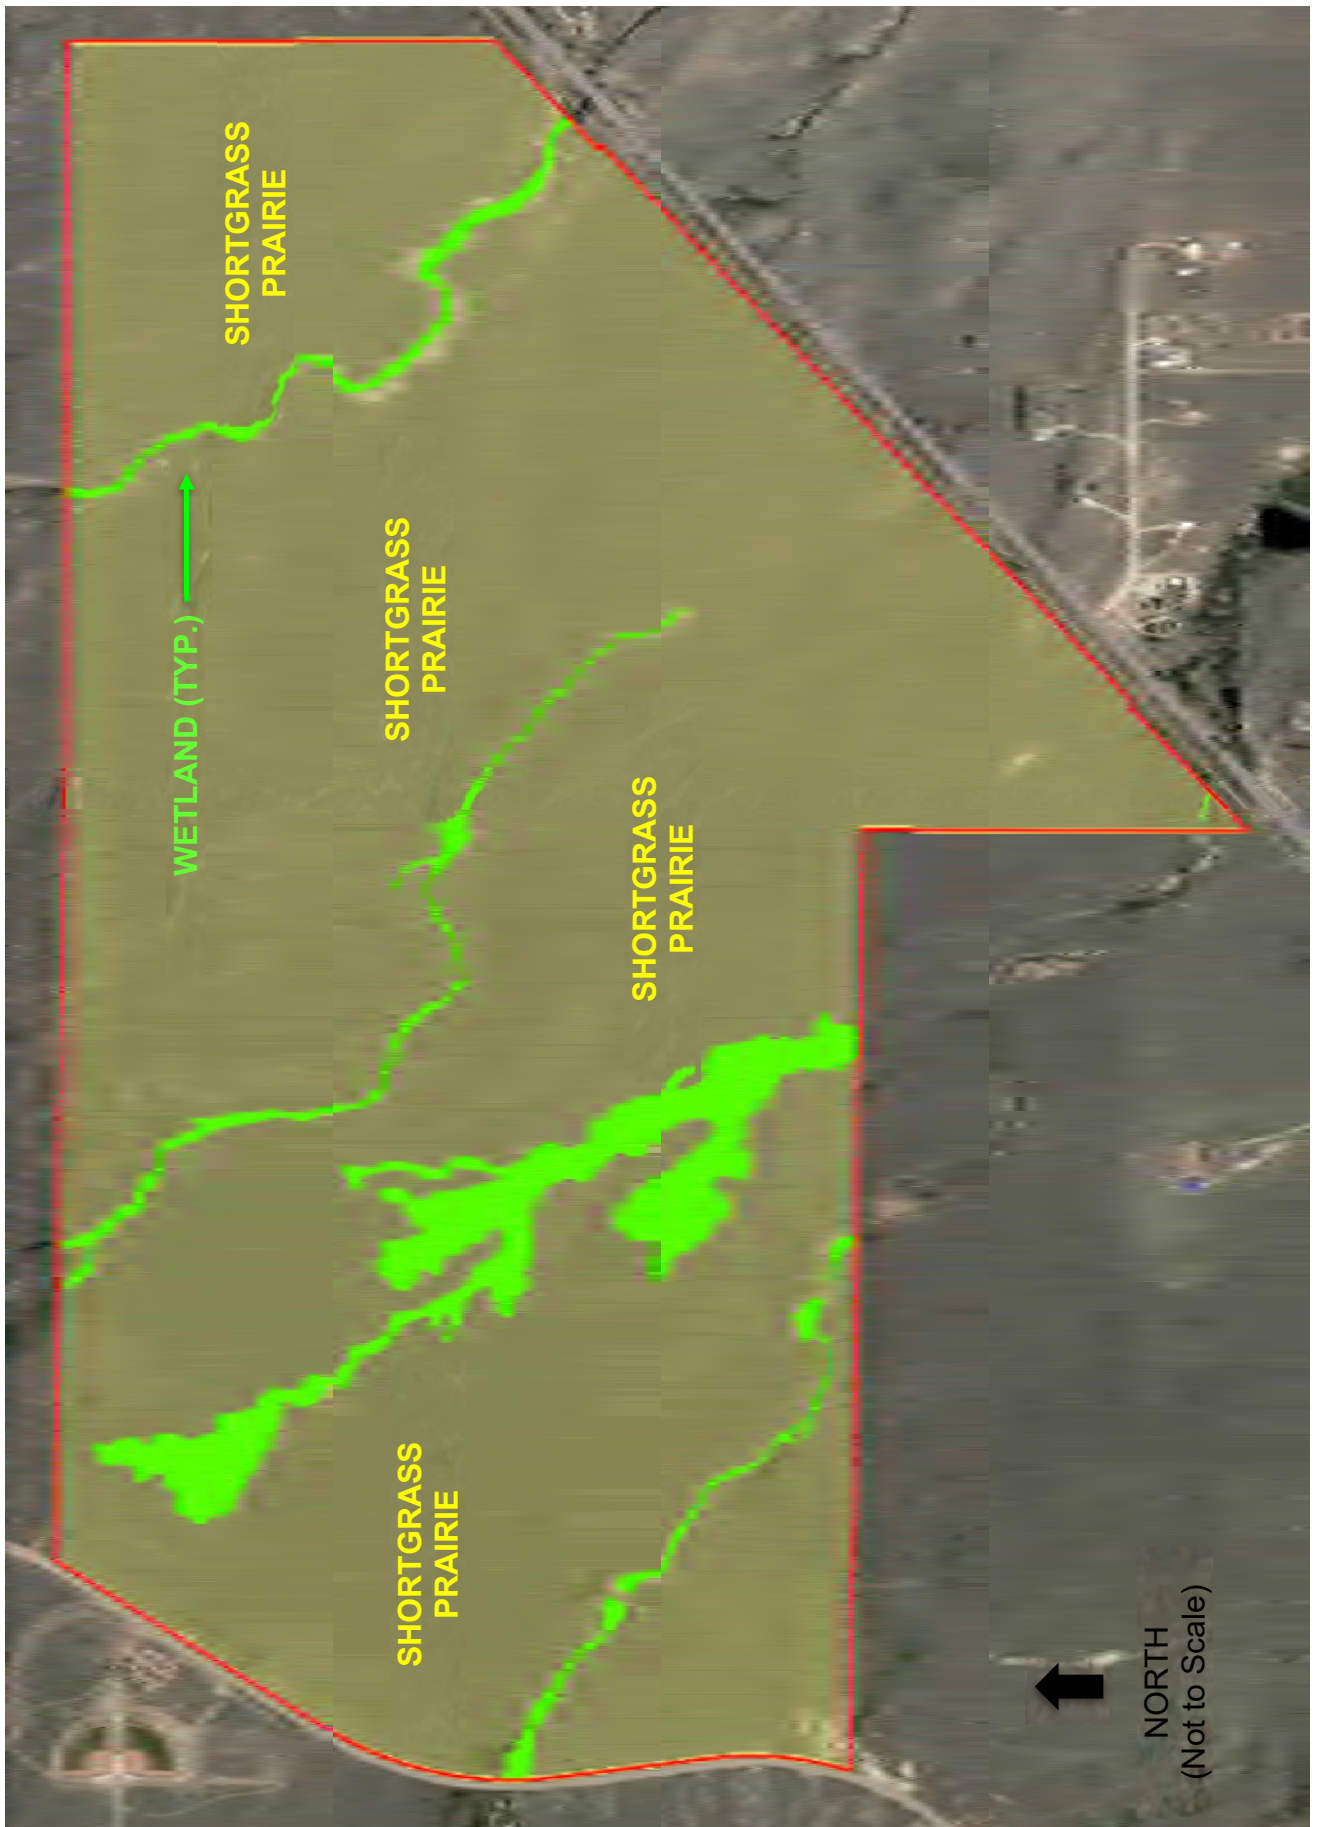 SHORTGRASS
PRAIRIE
WETLAND (TYP.)
SHORTGRASS
PRAIRIE
SHORTGRASS
PRAIRIE
SHORTGRASS
PRAIRIE
NORTH
(Not to Scale)